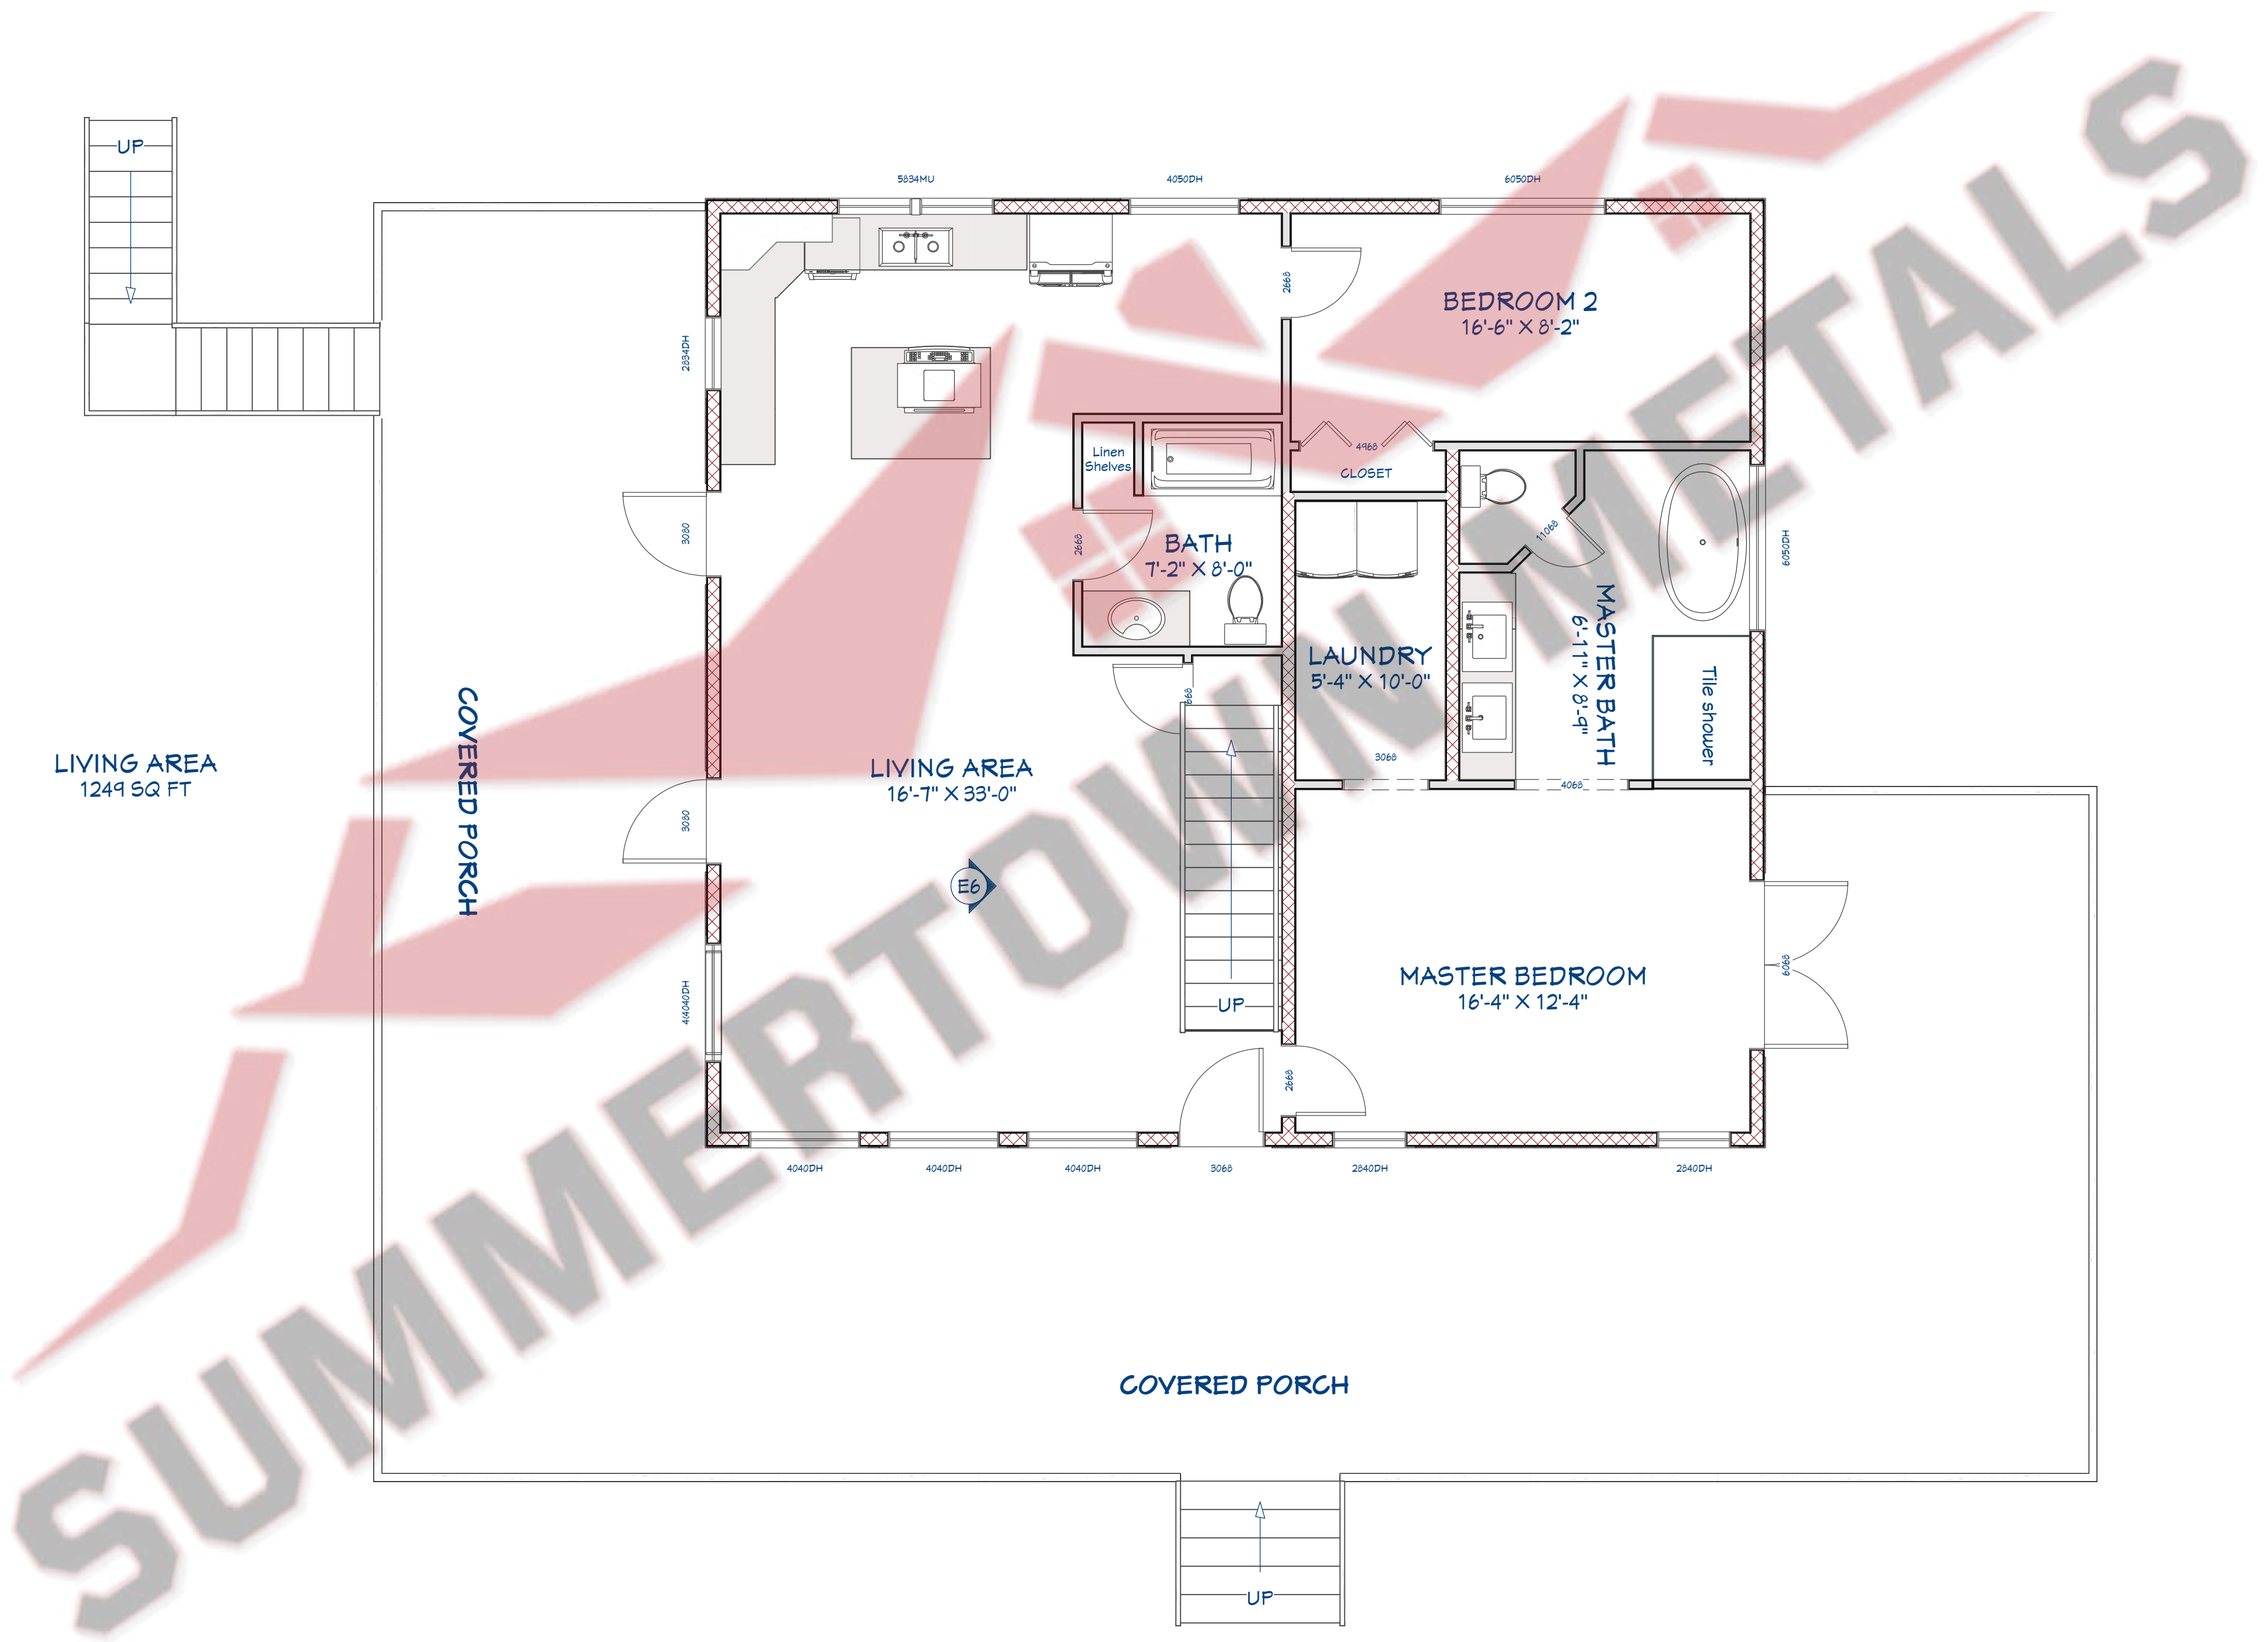 UP
5834MU
4050DH
6050DH
2668
BEDROOM 2
16'-6" X 8'-2"
2834DH
4968
CLOSET
Linen
Shelves
3080
2668
BATH
7'-2" X 8'-0"
11068
6050DH
MASTER BATH
6'-11" X 8'-9"
LAUNDRY
5'-4" X 10'-0"
Tile shower
668
3068
4068
COVERED PORCH
LIVING AREA
1249 SQ FT
LIVING AREA
16'-7" X 33'-0"
3080
E6
MASTER BEDROOM
16'-4" X 12'-4"
6068
UP
2668
4040DH
4040DH
4040DH
3068
2840DH
2840DH
COVERED PORCH
UP
SUMMERTOWN METALS